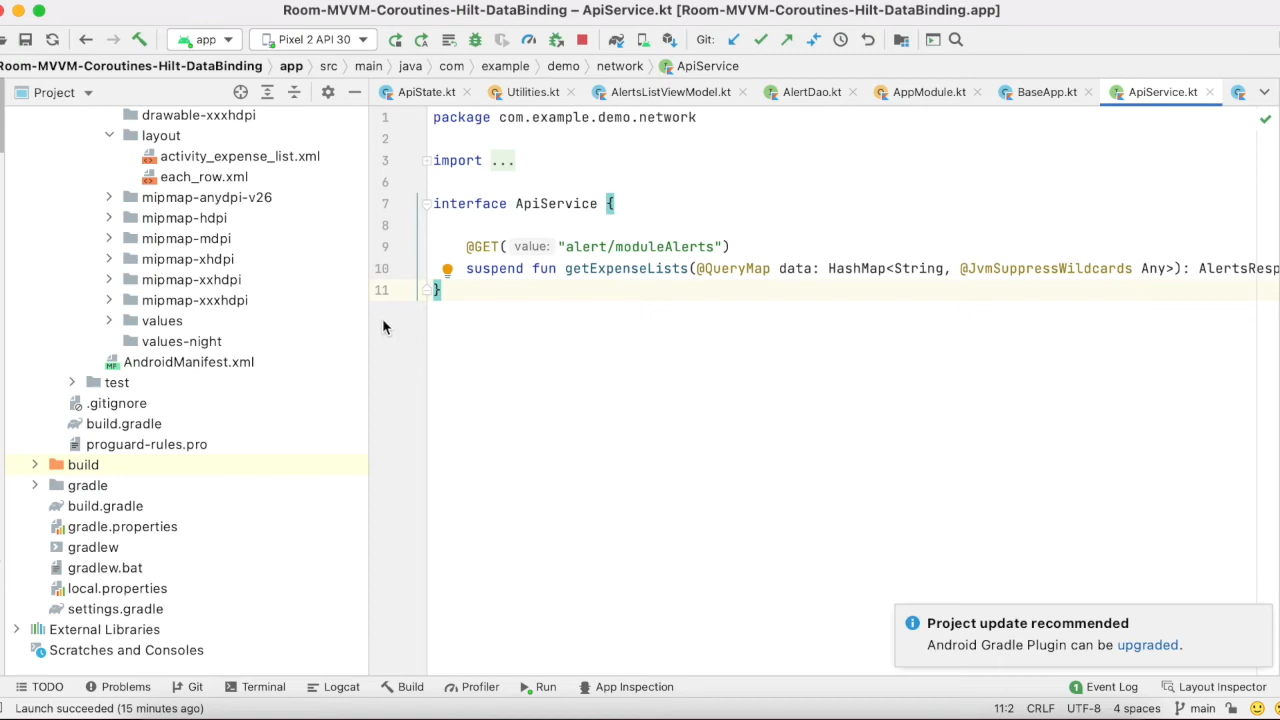 Room-MVVM-Coroutines-Hilt-DataBinding – ApiService.kt [Room-MVVM-Coroutines-Hilt-DataBinding.app]
app Pixel 2 API 30 Git:
Room-MVVM-Coroutines-Hilt-DataBinding app src main java com example demo network ApiService
Project ApiState.kt Utilities.kt AlertsListViewModel.kt AlertDao.kt AppModule.kt BaseApp.kt ApiService.kt
drawable-xxxhdpi
layout
activity_expense_list.xml
each_row.xml
mipmap-anydpi-v26
mipmap-hdpi
mipmap-mdpi
mipmap-xhdpi
mipmap-xxhdpi
mipmap-xxxhdpi
values
values-night
AndroidManifest.xml
test
.gitignore
build.gradle
proguard-rules.pro
build
gradle
build.gradle
gradle.properties
gradlew
gradlew.bat
local.properties
settings.gradle
External Libraries
Scratches and Consoles
1 package com.example.demo.network
2
3 import ...
6
7 interface ApiService {
8
9 @GET( value: "alert/moduleAlerts")
10 suspend fun getExpenseLists(@QueryMap data: HashMap<String, @JvmSuppressWildcards Any>): AlertsResp
11 }
Project update recommended
Android Gradle Plugin can be upgraded.
TODO Problems Git Terminal Logcat Build Profiler Run App Inspection 1 Event Log Layout Inspector
Launch succeeded (15 minutes ago) 11:2 CRLF UTF-8 4 spaces main